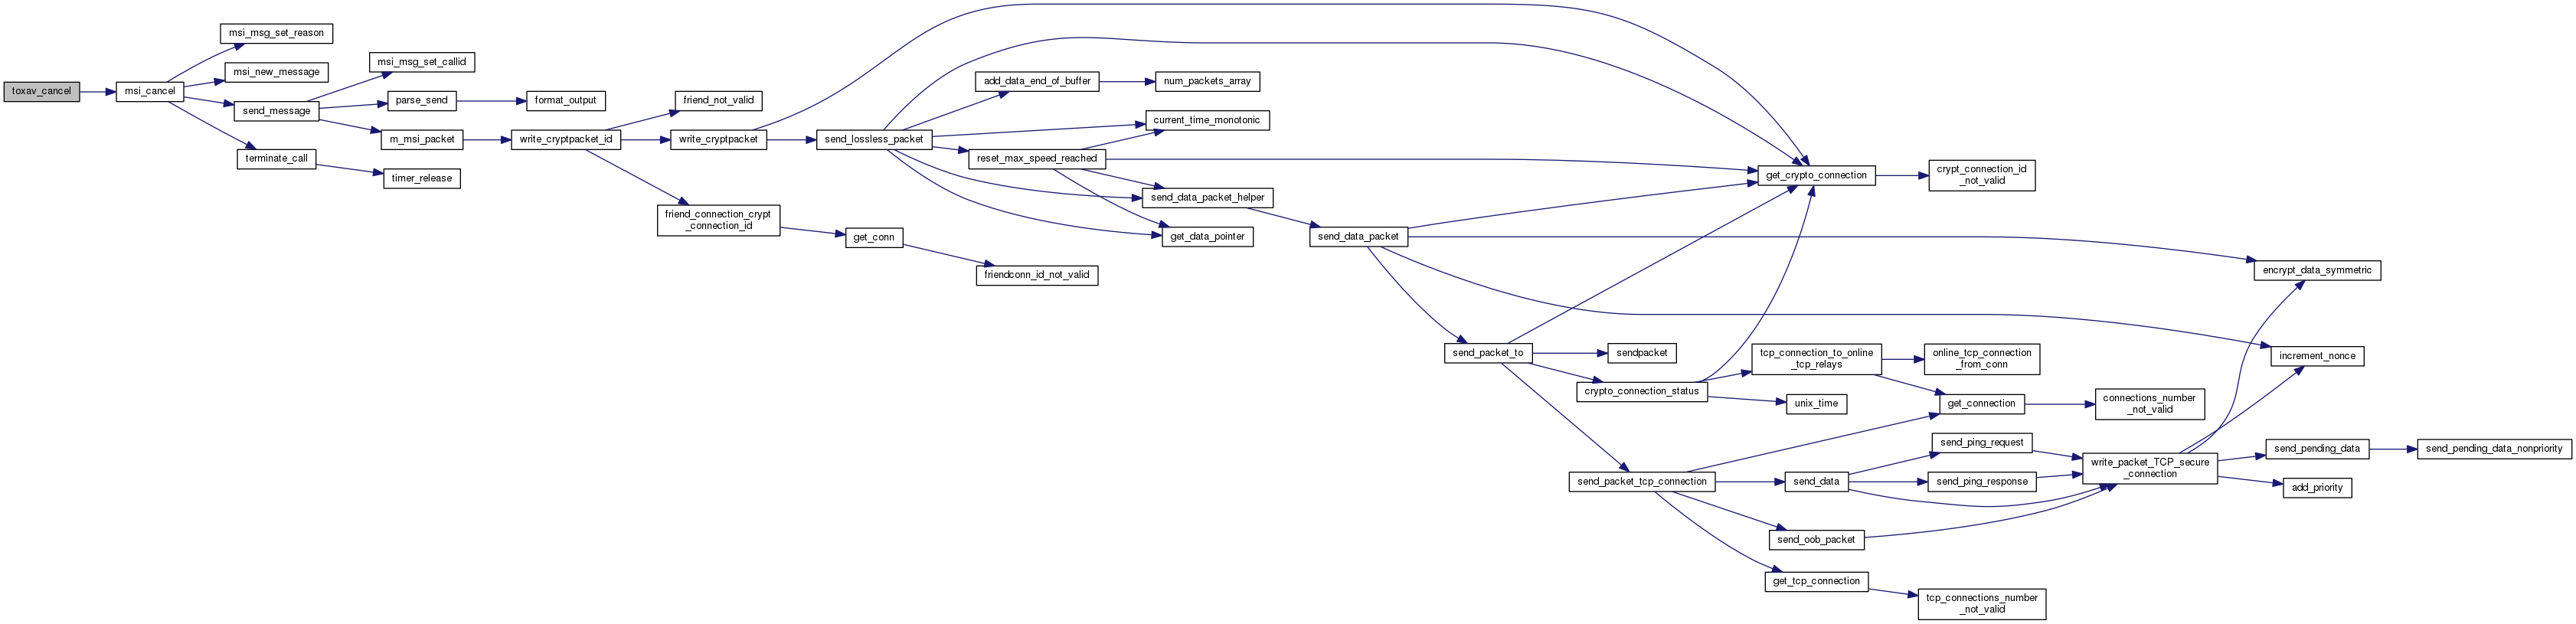 toxav_cancel
msi_cancel
msi_msg_set_reason
msi_new_message
send_message
terminate_call
msi_msg_set_callid
parse_send
m_msi_packet
timer_release
format_output
write_cryptpacket_id
friend_not_valid
write_cryptpacket
friend_connection_crypt
_connection_id
send_lossless_packet
get_conn
add_data_end_of_buffer
reset_max_speed_reached
friendconn_id_not_valid
num_packets_array
current_time_monotonic
send_data_packet_helper
get_data_pointer
send_data_packet
send_packet_to
sendpacket
crypto_connection_status
send_packet_tcp_connection
get_crypto_connection
tcp_connection_to_online
_tcp_relays
unix_time
send_data
send_oob_packet
get_tcp_connection
crypt_connection_id
_not_valid
online_tcp_connection
_from_conn
get_connection
send_ping_request
send_ping_response
tcp_connections_number
_not_valid
connections_number
_not_valid
write_packet_TCP_secure
_connection
encrypt_data_symmetric
increment_nonce
send_pending_data
add_priority
send_pending_data_nonpriority